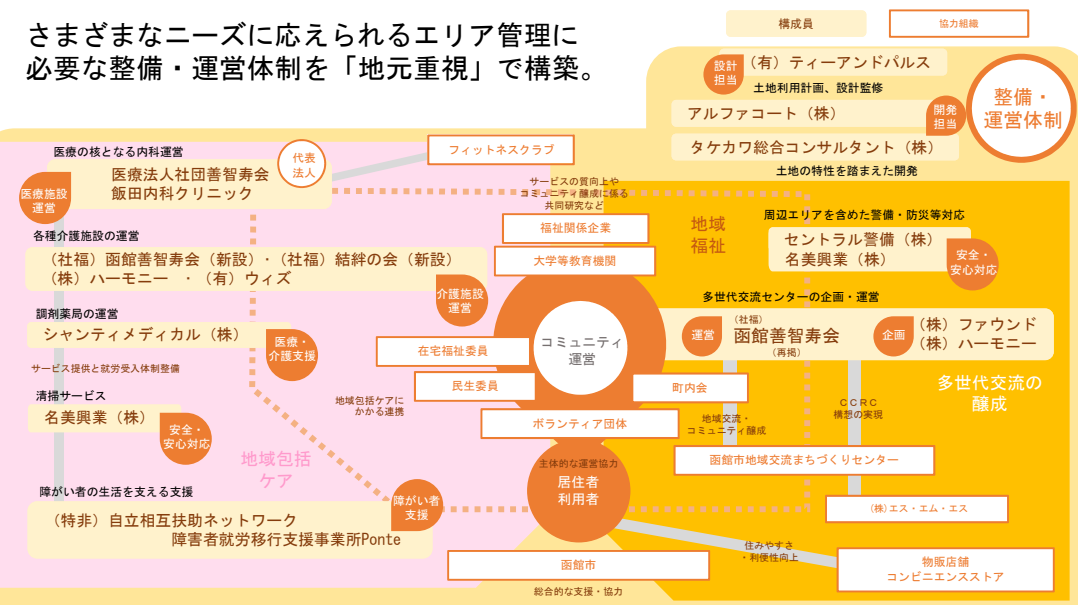 さまざまなニーズに応えられるエリア管理に
必要な整備・運営体制を「地元重視」で構築。
構成員
協力組織
整備・
運営体制
設計
担当
（有）ティーアンドパルス
土地利用計画、設計監修
アルファコート（株）
開発
担当
タケカワ総合コンサルタント（株）
土地の特性を踏まえた開発
医療の核となる内科運営
代表
法人
医療法人社団善智寿会
飯田内科クリニック
医療施設
運営
フィットネスクラブ
サービスの質向上や
コミュニティ醸成に係る
共同研究など
福祉関係企業
大学等教育機関
地域
福祉
周辺エリアを含めた警備・防災等対応
セントラル警備（株）
名美興業（株）
安全・
安心対応
各種介護施設の運営
（社福）函館善智寿会（新設）・（社福）結絆の会（新設）
（株）ハーモニー　・（有）ウィズ
介護施設
運営
多世代交流センターの企画・運営
運営
（社福）
函館善智寿会
（再掲）
企画
（株）ファウンド
（株）ハーモニー
調剤薬局の運営
シャンティメディカル（株）
医療・
介護支援
サービス提供と就労受入体制整備
コミュニティ
運営
在宅福祉委員
民生委員
町内会
ボランティア団体
地域包括ケアに
かかる連携
多世代交流の
醸成
地域交流・
コミュニティ醸成
ＣＣＲＣ
構想の実現
清掃サービス
名美興業（株）
安全・
安心対応
地域包括
ケア
函館市地域交流まちづくりセンター
主体的な運営協力
居住者
利用者
障がい者の生活を支える支援
（特非）自立相互扶助ネットワーク
障害者就労移行支援事業所Ponte
障がい者
支援
（株）エス・エム・エス
住みやすさ
・利便性向上
函館市
総合的な支援・協力
物販店舗
コンビニエンスストア